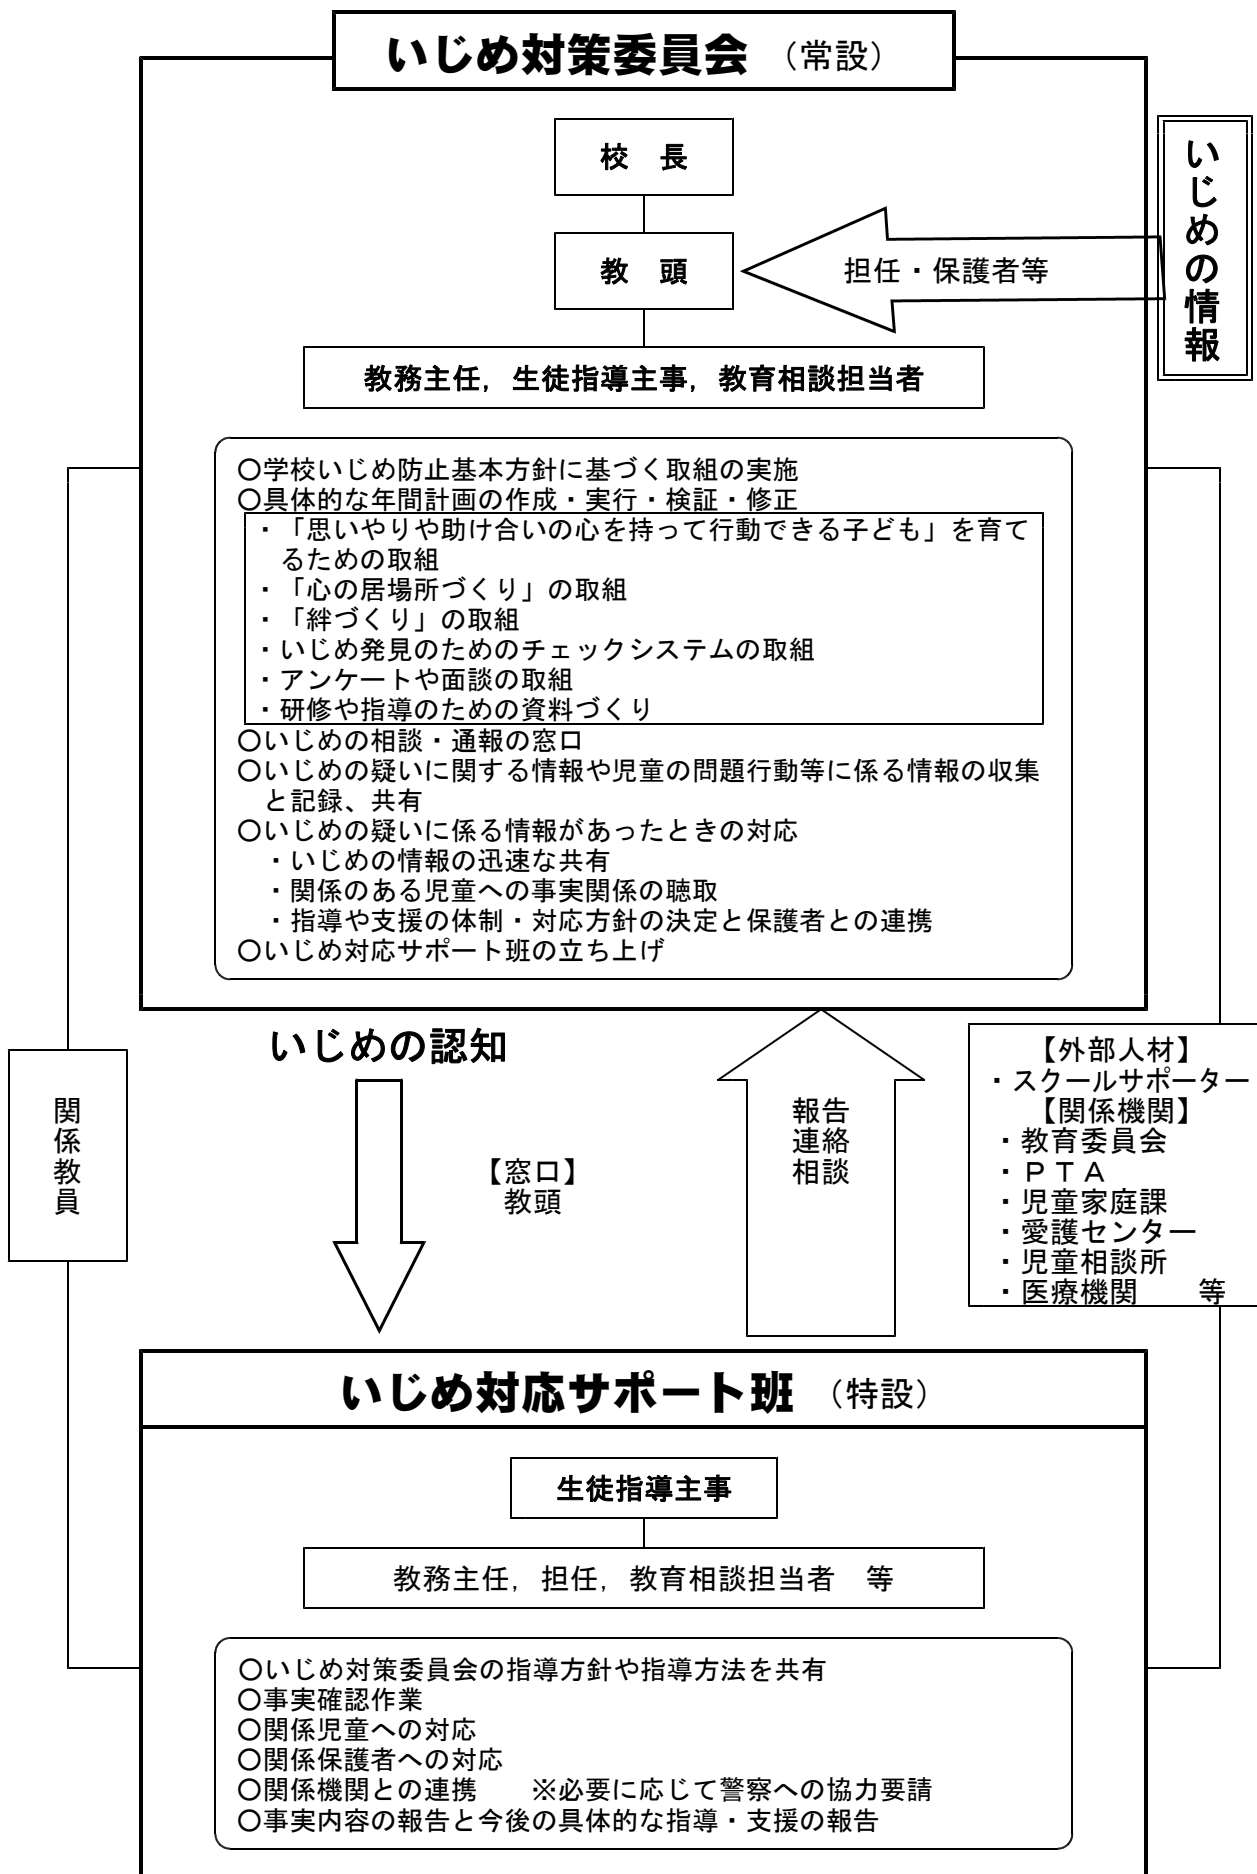 いじめ対策委員会 （常設）
校　長
教　頭
担任・保護者等
いじめの情報
教務主任，生徒指導主事，教育相談担当者
○学校いじめ防止基本方針に基づく取組の実施
○具体的な年間計画の作成・実行・検証・修正
・「思いやりや助け合いの心を持って行動できる子ども」を育て
るための取組
・「心の居場所づくり」の取組
・「絆づくり」の取組
・いじめ発見のためのチェックシステムの取組
・アンケートや面談の取組
・研修や指導のための資料づくり
○いじめの相談・通報の窓口
○いじめの疑いに関する情報や児童の問題行動等に係る情報の収集
と記録、共有
○いじめの疑いに係る情報があったときの対応
・いじめの情報の迅速な共有
・関係のある児童への事実関係の聴取
・指導や支援の体制・対応方針の決定と保護者との連携
○いじめ対応サポート班の立ち上げ
いじめの認知
関係教員
【窓口】
教頭
報告
連絡
相談
【外部人材】
・スクールサポーター
【関係機関】
・教育委員会
・ＰＴＡ
・児童家庭課
・愛護センター
・児童相談所
・医療機関　　等
いじめ対応サポート班 （特設）
生徒指導主事
教務主任，担任，教育相談担当者　等
○いじめ対策委員会の指導方針や指導方法を共有
○事実確認作業
○関係児童への対応
○関係保護者への対応
○関係機関との連携　　※必要に応じて警察への協力要請
○事実内容の報告と今後の具体的な指導・支援の報告